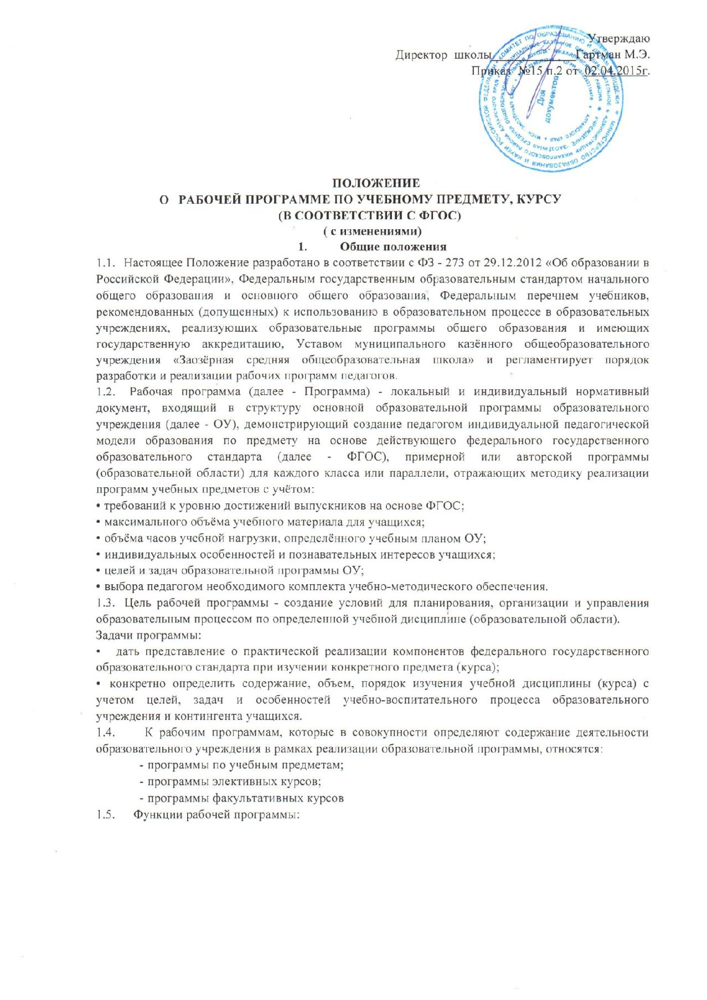 Утверждаю
Директор школы____________Гартман М.Э.
Приказ №15 п.2 от 02.04.2015г.
Для
документов
ПОЛОЖЕНИЕ
О РАБОЧЕЙ ПРОГРАММЕ ПО УЧЕБНОМУ ПРЕДМЕТУ, КУРСУ
(В СООТВЕТСТВИИ С ФГОС)
( с изменениями)
1. Общие положения
1.1. Настоящее Положение разработано в соответствии с ФЗ - 273 от 29.12.2012 «Об образовании в
Российской Федерации», Федеральным государственным образовательным стандартом начального
общего образования и основного общего образования, Федеральным перечнем учебников,
рекомендованных (допущенных) к использованию в образовательном процессе в образовательных
учреждениях, реализующих образовательные программы общего образования и имеющих
государственную аккредитацию, Уставом муниципального казённого общеобразовательного
учреждения «Заозёрная средняя общеобразовательная школа» и регламентирует порядок
разработки и реализации рабочих программ педагогов.
1.2. Рабочая программа (далее - Программа) - локальный и индивидуальный нормативный
документ, входящий в структуру основной образовательной программы образовательного
учреждения (далее - ОУ), демонстрирующий создание педагогом индивидуальной педагогической
модели образования по предмету на основе действующего федерального государственного
образовательного стандарта (далее - ФГОС), примерной или авторской программы
(образовательной области) для каждого класса или параллели, отражающих методику реализации
программ учебных предметов с учётом:
• требований к уровню достижений выпускников на основе ФГОС;
• максимального объёма учебного материала для учащихся;
• объёма часов учебной нагрузки, определённого учебным планом ОУ;
• индивидуальных особенностей и познавательных интересов учащихся;
• целей и задач образовательной программы ОУ;
• выбора педагогом необходимого комплекта учебно-методического обеспечения.
1.3. Цель рабочей программы - создание условий для планирования, организации и управления
образовательным процессом по определенной учебной дисциплине (образовательной области).
Задачи программы:
• дать представление о практической реализации компонентов федерального государственного
образовательного стандарта при изучении конкретного предмета (курса);
• конкретно определить содержание, объем, порядок изучения учебной дисциплины (курса) с
учетом целей, задач и особенностей учебно-воспитательного процесса образовательного
учреждения и контингента учащихся.
1.4. К рабочим программам, которые в совокупности определяют содержание деятельности
образовательного учреждения в рамках реализации образовательной программы, относятся:
- программы по учебным предметам;
- программы элективных курсов;
- программы факультативных курсов
1.5. Функции рабочей программы: